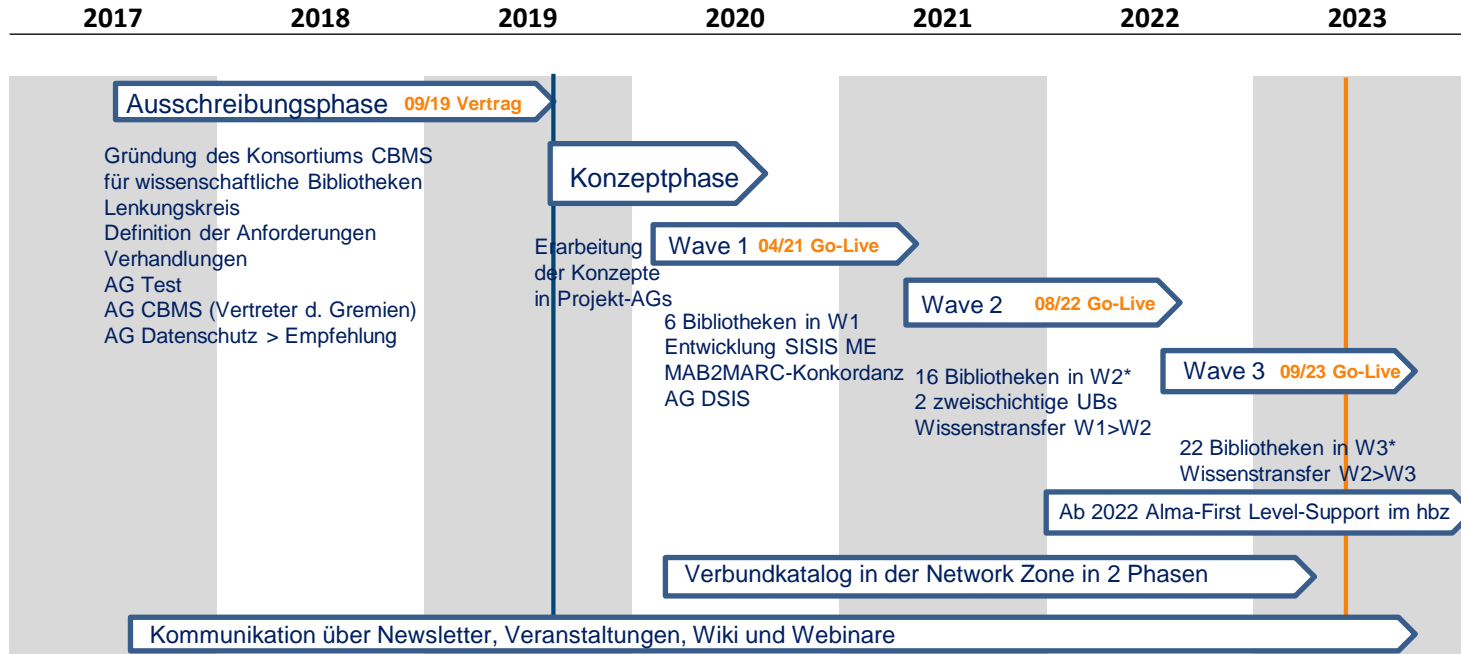 2017 2018 2019 2020 2021 2022 2023
Ausschreibungsphase 09/19 Vertrag
Gründung des Konsortiums CBMS
für wissenschaftliche Bibliotheken
Lenkungskreis
Definition der Anforderungen
Verhandlungen
AG Test
AG CBMS (Vertreter d. Gremien)
AG Datenschutz > Empfehlung
Konzeptphase
Erarbeitung
der Konzepte
in Projekt-AGs
Wave 1 04/21 Go-Live
6 Bibliotheken in W1
Entwicklung SISIS ME
MAB2MARC-Konkordanz
AG DSIS
Wave 2 08/22 Go-Live
16 Bibliotheken in W2*
2 zweischichtige UBs
Wissenstransfer W1>W2
Wave 3 09/23 Go-Live
22 Bibliotheken in W3*
Wissenstransfer W2>W3
Ab 2022 Alma-First Level-Support im hbz
Verbundkatalog in der Network Zone in 2 Phasen
Kommunikation über Newsletter, Veranstaltungen, Wiki und Webinare